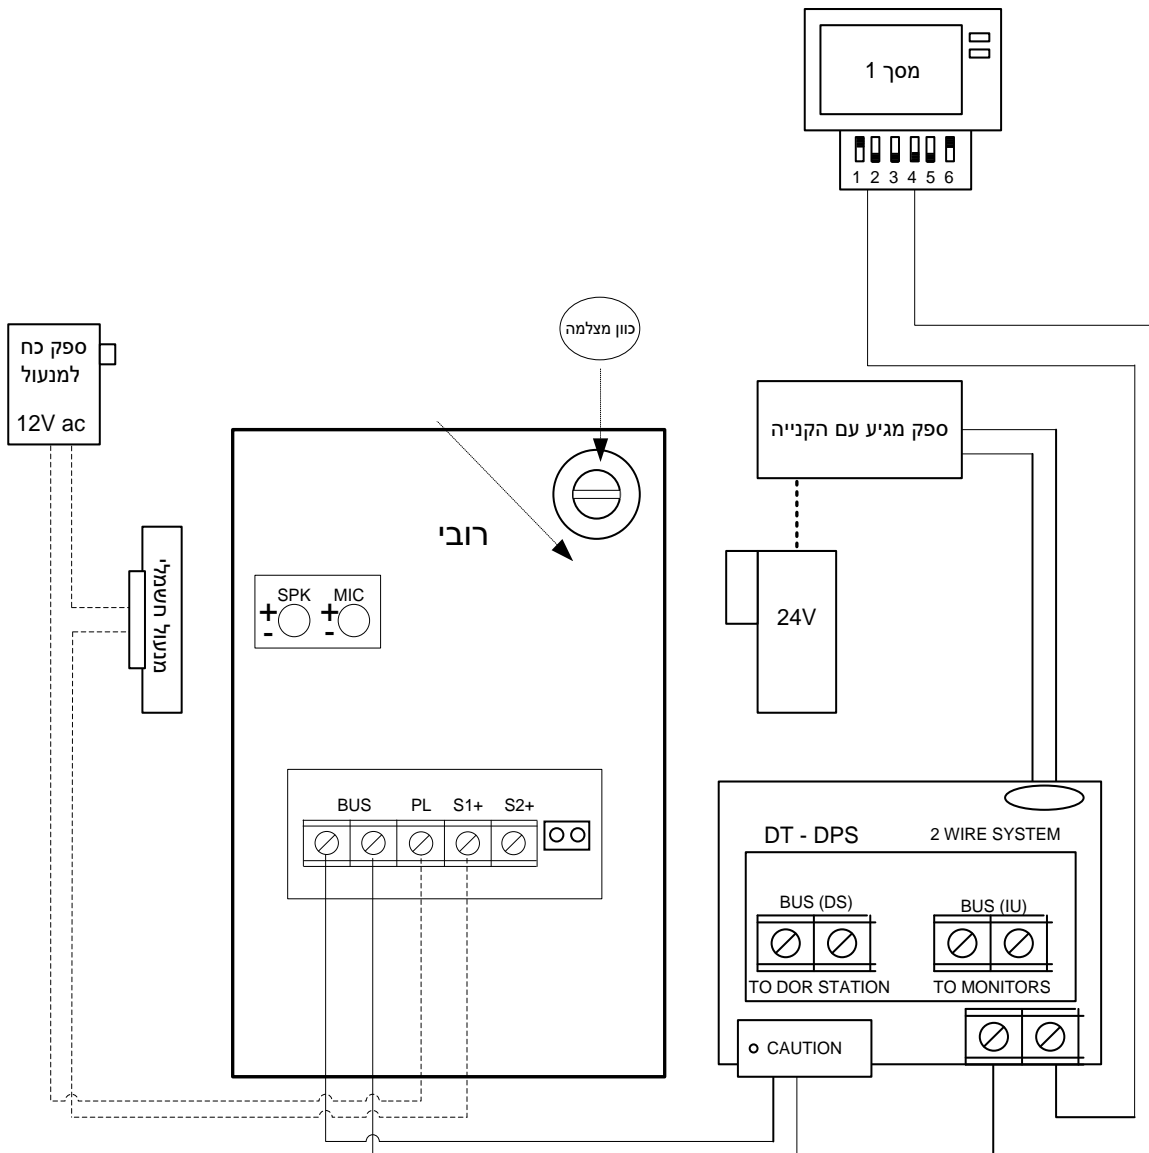 מסך 1
1 2 3 4 5 6
כוון מצלמה
ספק כח
למנעול
12V ac
ספק מגיע עם הקנייה
רובי
מנעול חשמלי
SPK MIC
+ +
- -
24V
BUS PL S1+ S2+
DT - DPS 2 WIRE SYSTEM
BUS (DS) BUS (IU)
TO DOR STATION TO MONITORS
CAUTION